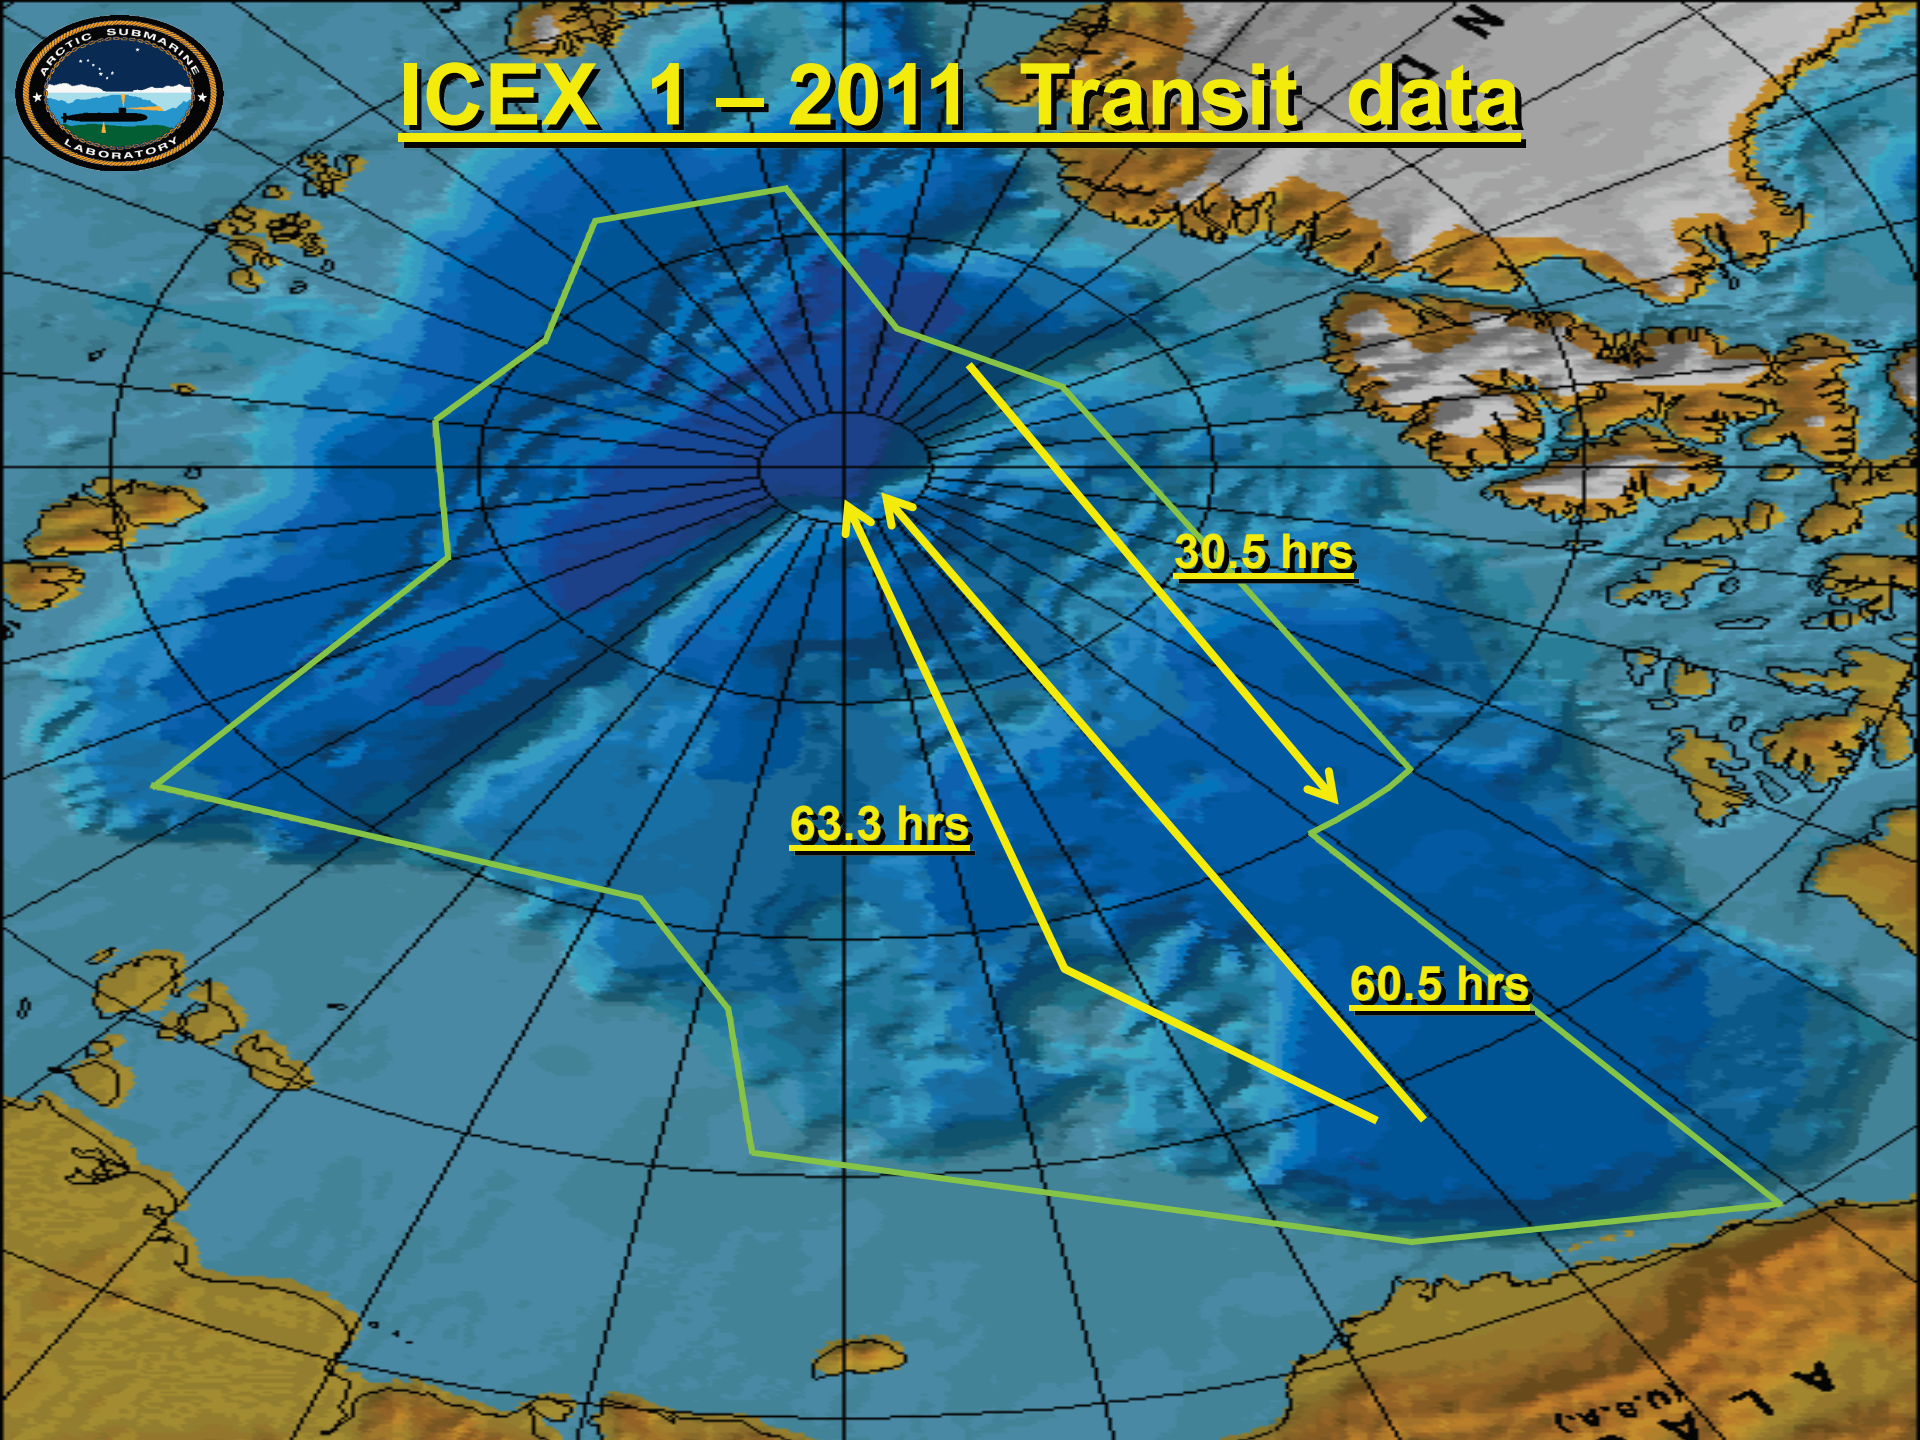 ARCTIC SUBMARINE
LABORATORY
ICEX 1 – 2011 Transit data
O N
30.5 hrs
63.3 hrs
60.5 hrs
A L A
(U.S.A.)